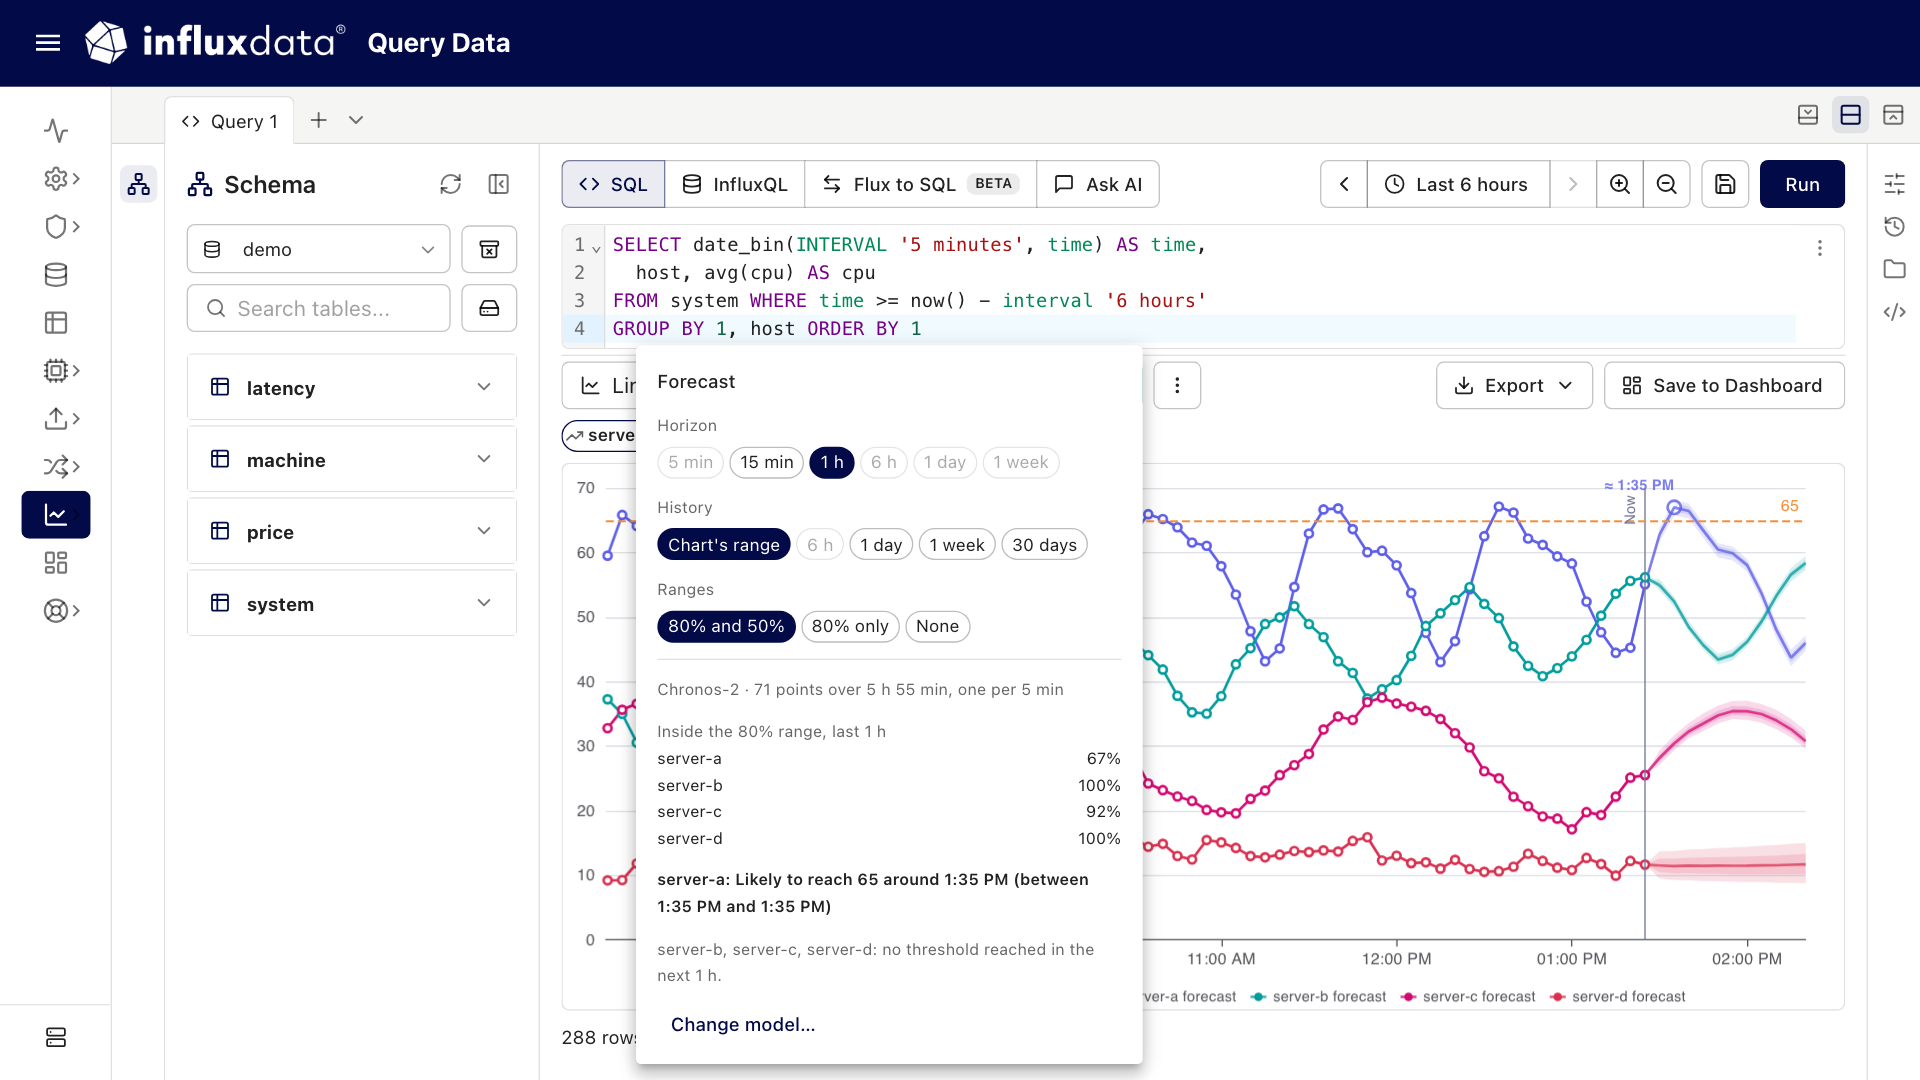 influxdata® Query Data
Query 1
Schema
demo
Search tables...
latency
machine
price
system
SQL
InfluxQL
Flux to SQL BETA
Ask AI
Last 6 hours
Run
1 SELECT date_bin(INTERVAL '5 minutes', time) AS time,
2 host, avg(cpu) AS cpu
3 FROM system WHERE time >= now() - interval '6 hours'
4 GROUP BY 1, host ORDER BY 1
Export
Save to Dashboard
Forecast
Horizon
5 min 15 min 1 h 6 h 1 day 1 week
History
Chart's range 6 h 1 day 1 week 30 days
Ranges
80% and 50% 80% only None
Chronos-2 · 71 points over 5 h 55 min, one per 5 min
Inside the 80% range, last 1 h
server-a 67%
server-b 100%
server-c 92%
server-d 100%
server-a: Likely to reach 65 around 1:35 PM (between
1:35 PM and 1:35 PM)
server-b, server-c, server-d: no threshold reached in the
next 1 h.
Change model...
70
60
50
40
30
20
10
0
≈ 1:35 PM
Now
65
11:00 AM
12:00 PM
01:00 PM
02:00 PM
ver-a forecast
server-b forecast
server-c forecast
server-d forecast
288 rows